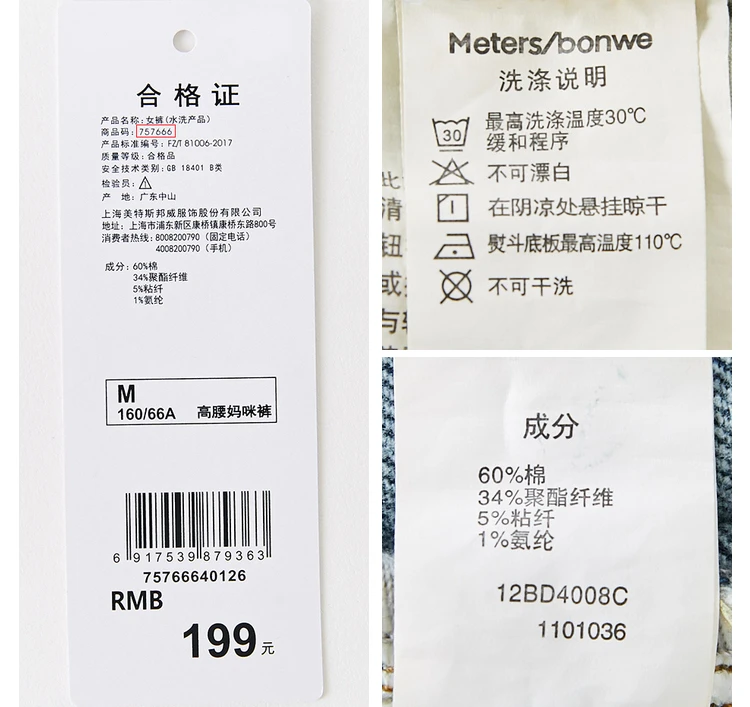 合格证
产品名称:女裤(水洗产品)
商品码:757666
产品标准编号: FZ/T 81006-2017
质量等级:合格品
安全技术类别:GB 18401 B类
检验员: 1
产 地:广东中山
上海美特斯邦威服饰股份有限公司
地址:上海市浦东新区康桥镇康桥东路800号
消费者热线:8008200790(固定电话)
4008200790(手机)
成分:60%棉
34%聚酯纤维
5%粘纤
1%氨纶
M
160/66A 高腰妈咪裤
6 917539 879363
75766640126
RMB
199元
Meters/bonwe
洗涤说明
30 最高洗涤温度30℃
缓和程序
不可漂白
在阴凉处悬挂晾干
熨斗底板最高温度110℃
不可干洗
清
钮
或
与
成分
60%棉
34%聚酯纤维
5%粘纤
1%氨纶
12BD4008C
1101036